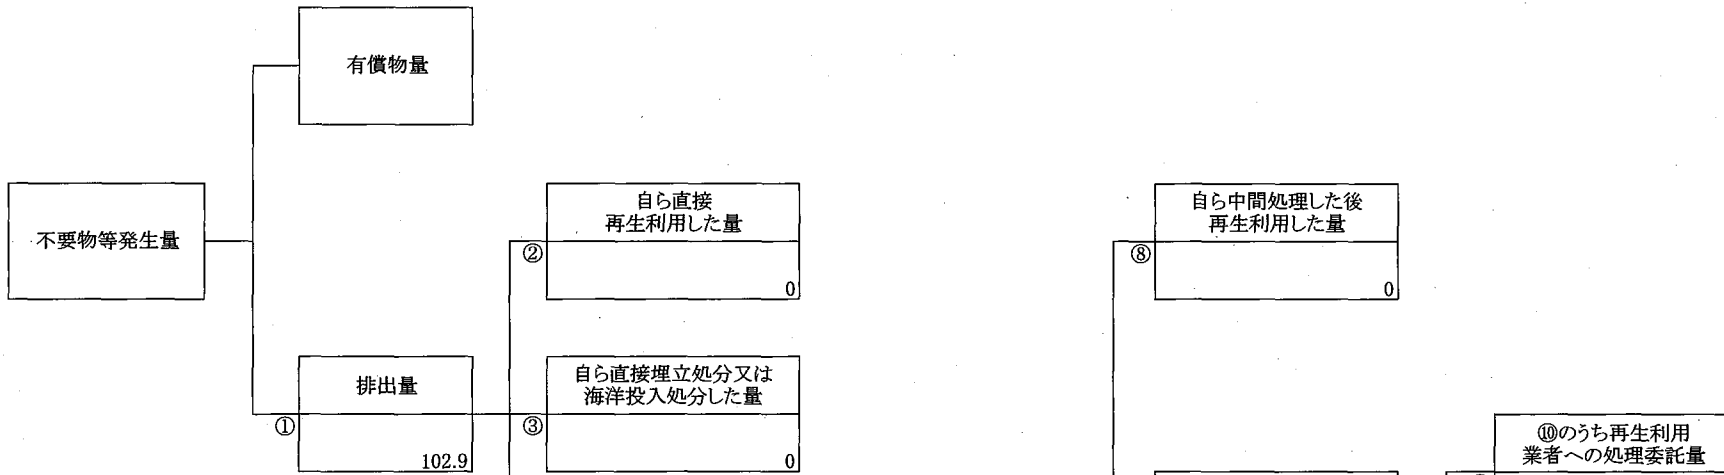 有償物量
不要物等発生量
自ら直接
再生利用した量
②
0
自ら中間処理した後
再生利用した量
⑧
0
排出量
①
102.9
自ら直接埋立処分又は
海洋投入処分した量
③
0
⑩のうち再生利用
業者への処理委託量